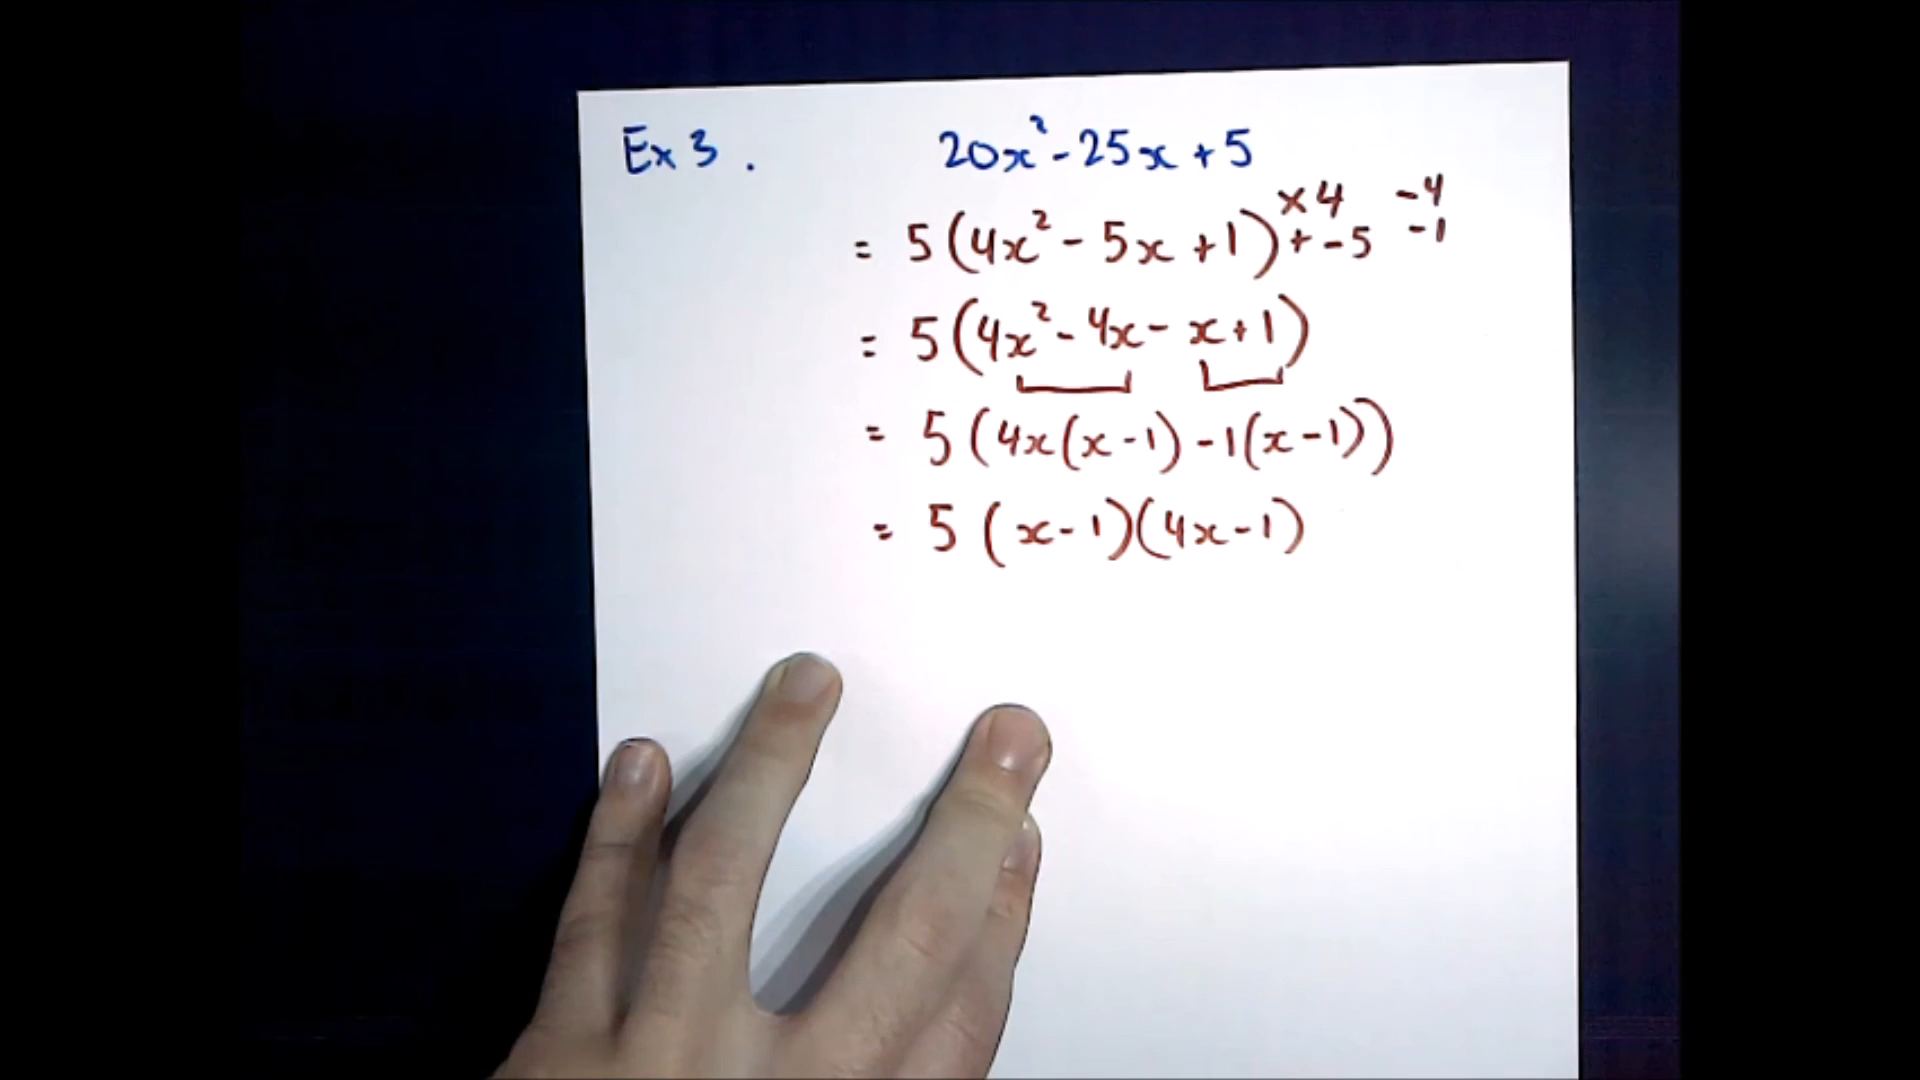 Ex 3. 20x² - 25x + 5
× 4 -4
= 5(4x² - 5x + 1) + -5 -1
= 5(4x² - 4x - x + 1)
= 5(4x(x - 1) - 1(x - 1))
= 5(x - 1)(4x - 1)